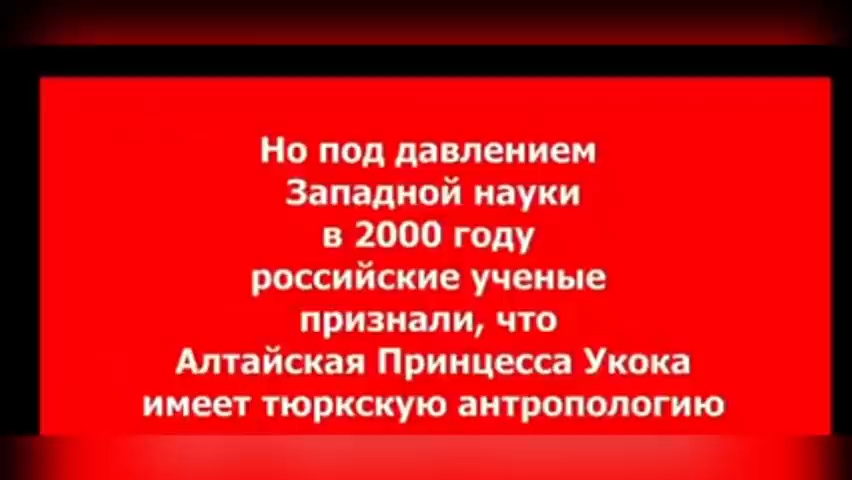 Но под давлением
Западной науки
в 2000 году
российские ученые
признали, что
Алтайская Принцесса Укока
имеет тюркскую антропологию